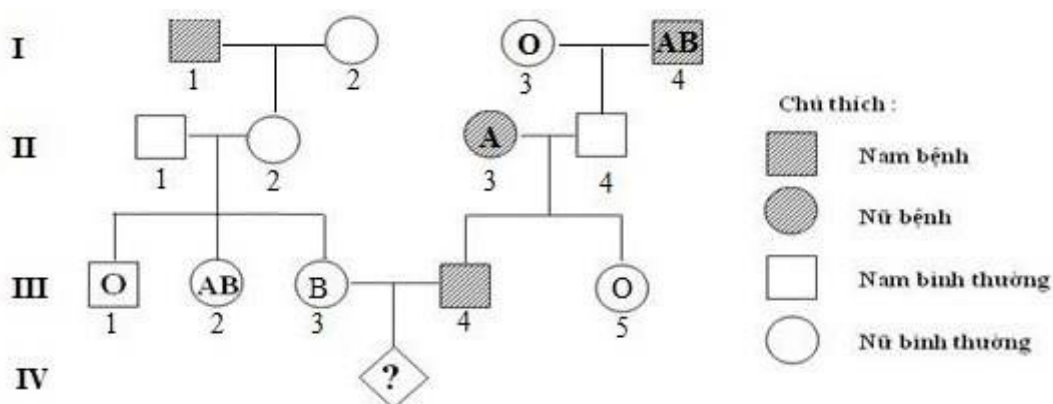 I
1
2
O
3
AB
4
II
1
2
A
3
4
III
O
1
AB
2
B
3
4
O
5
IV
?
Chú thích :
Nam bệnh
Nữ bệnh
Nam bình thường
Nữ bình thường